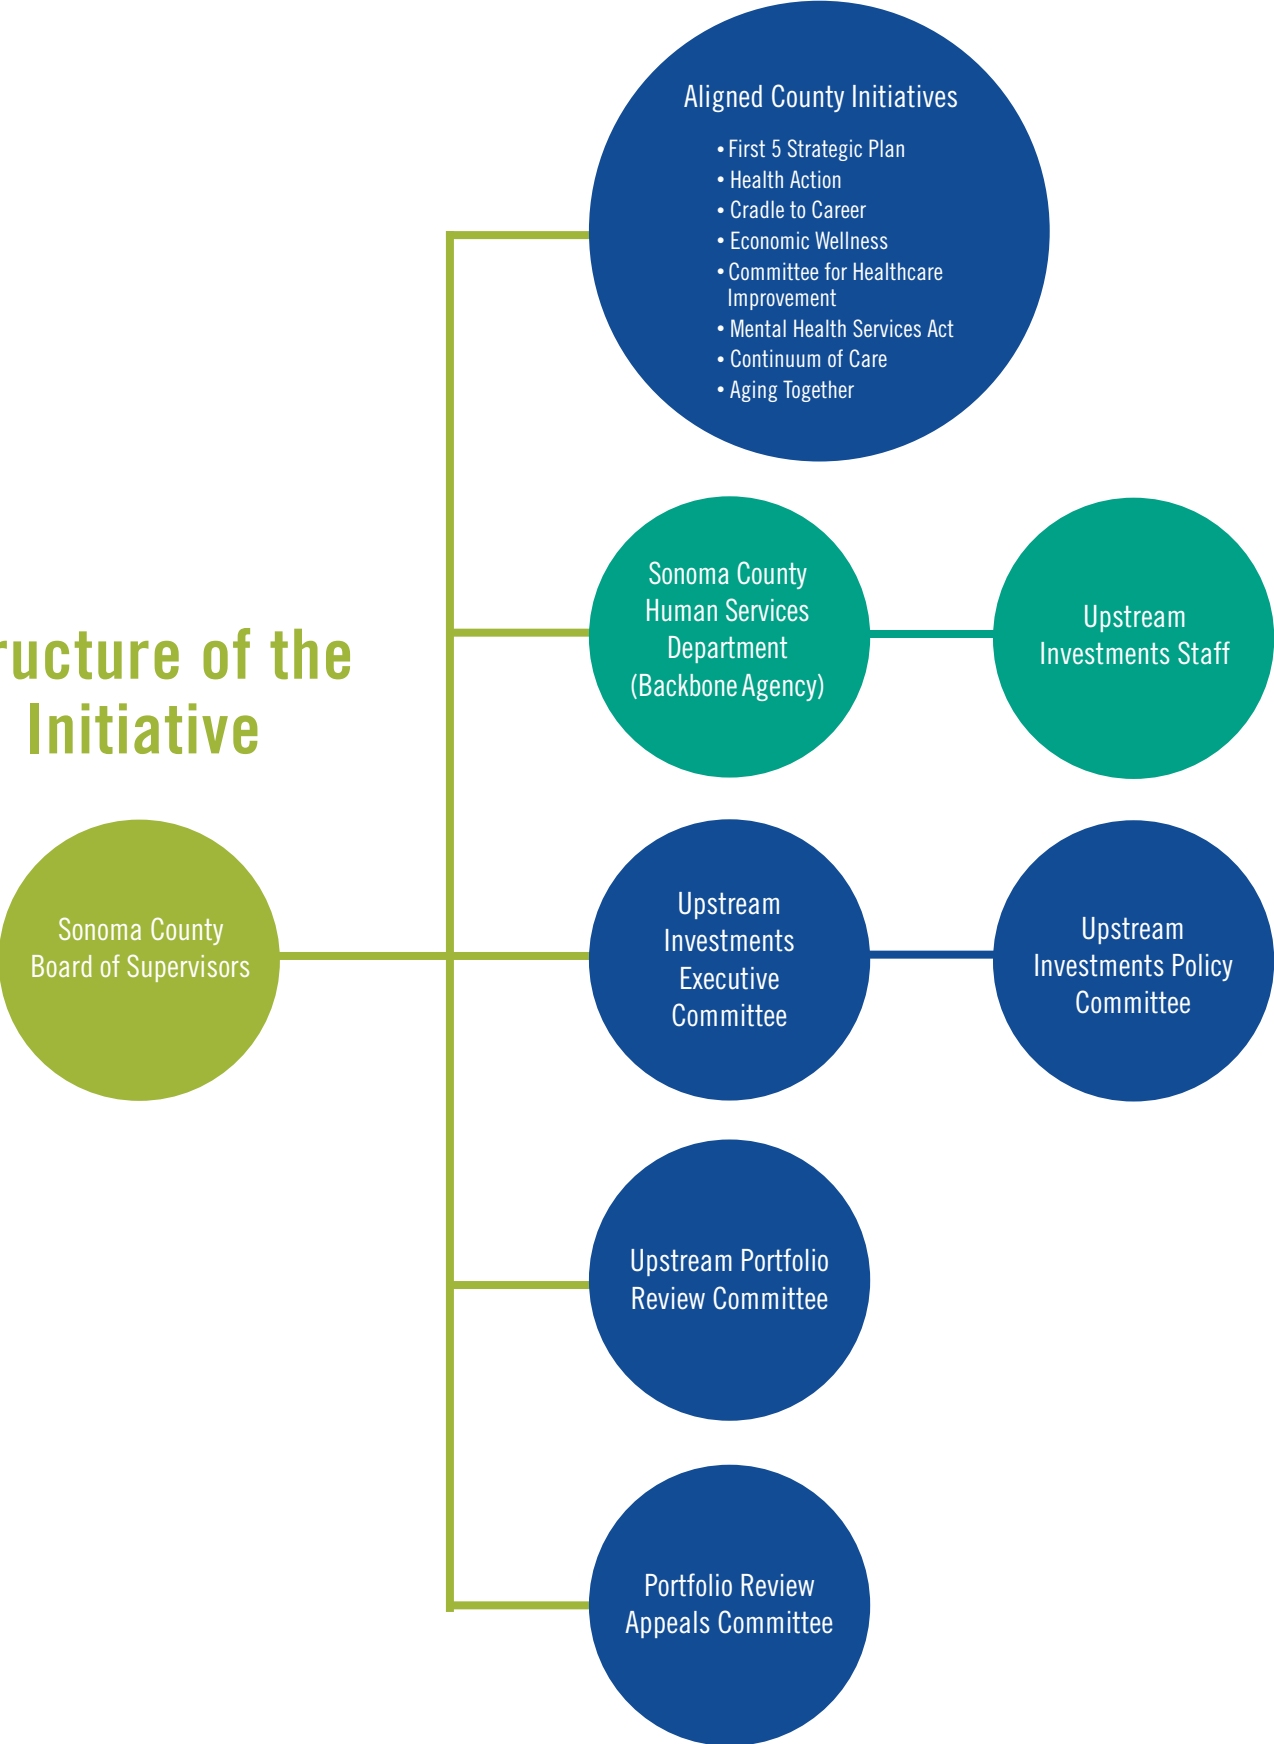 Aligned County Initiatives
• First 5 Strategic Plan
• Health Action
• Cradle to Career
• Economic Wellness
• Committee for Healthcare
Improvement
• Mental Health Services Act
• Continuum of Care
• Aging Together
ructure of the
Initiative
Sonoma County
Human Services
Department
(Backbone Agency)
Upstream
Investments Staff
Sonoma County
Board of Supervisors
Upstream
Investments
Executive
Committee
Upstream
Investments Policy
Committee
Upstream Portfolio
Review Committee
Portfolio Review
Appeals Committee